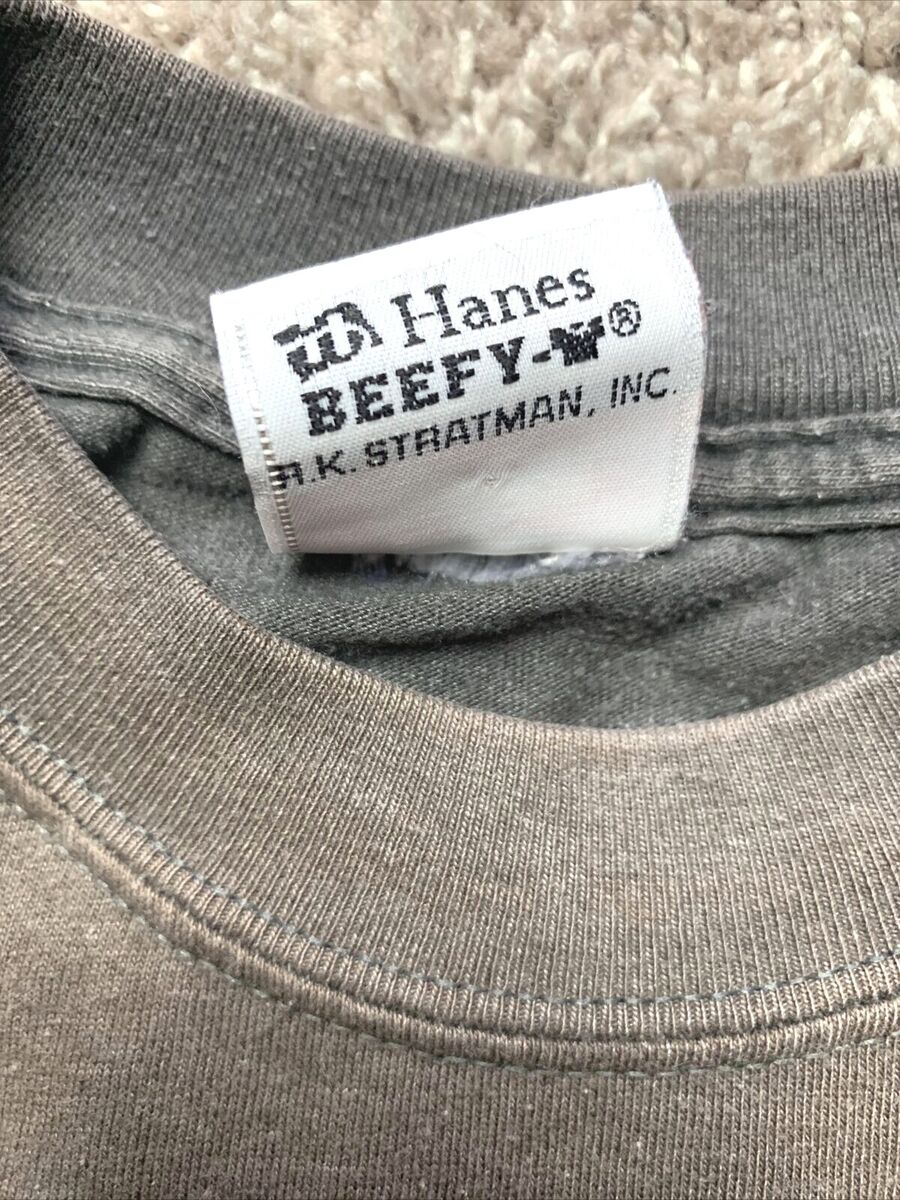 Hanes
BEEFY-T®
R.K. STRATMAN, INC.